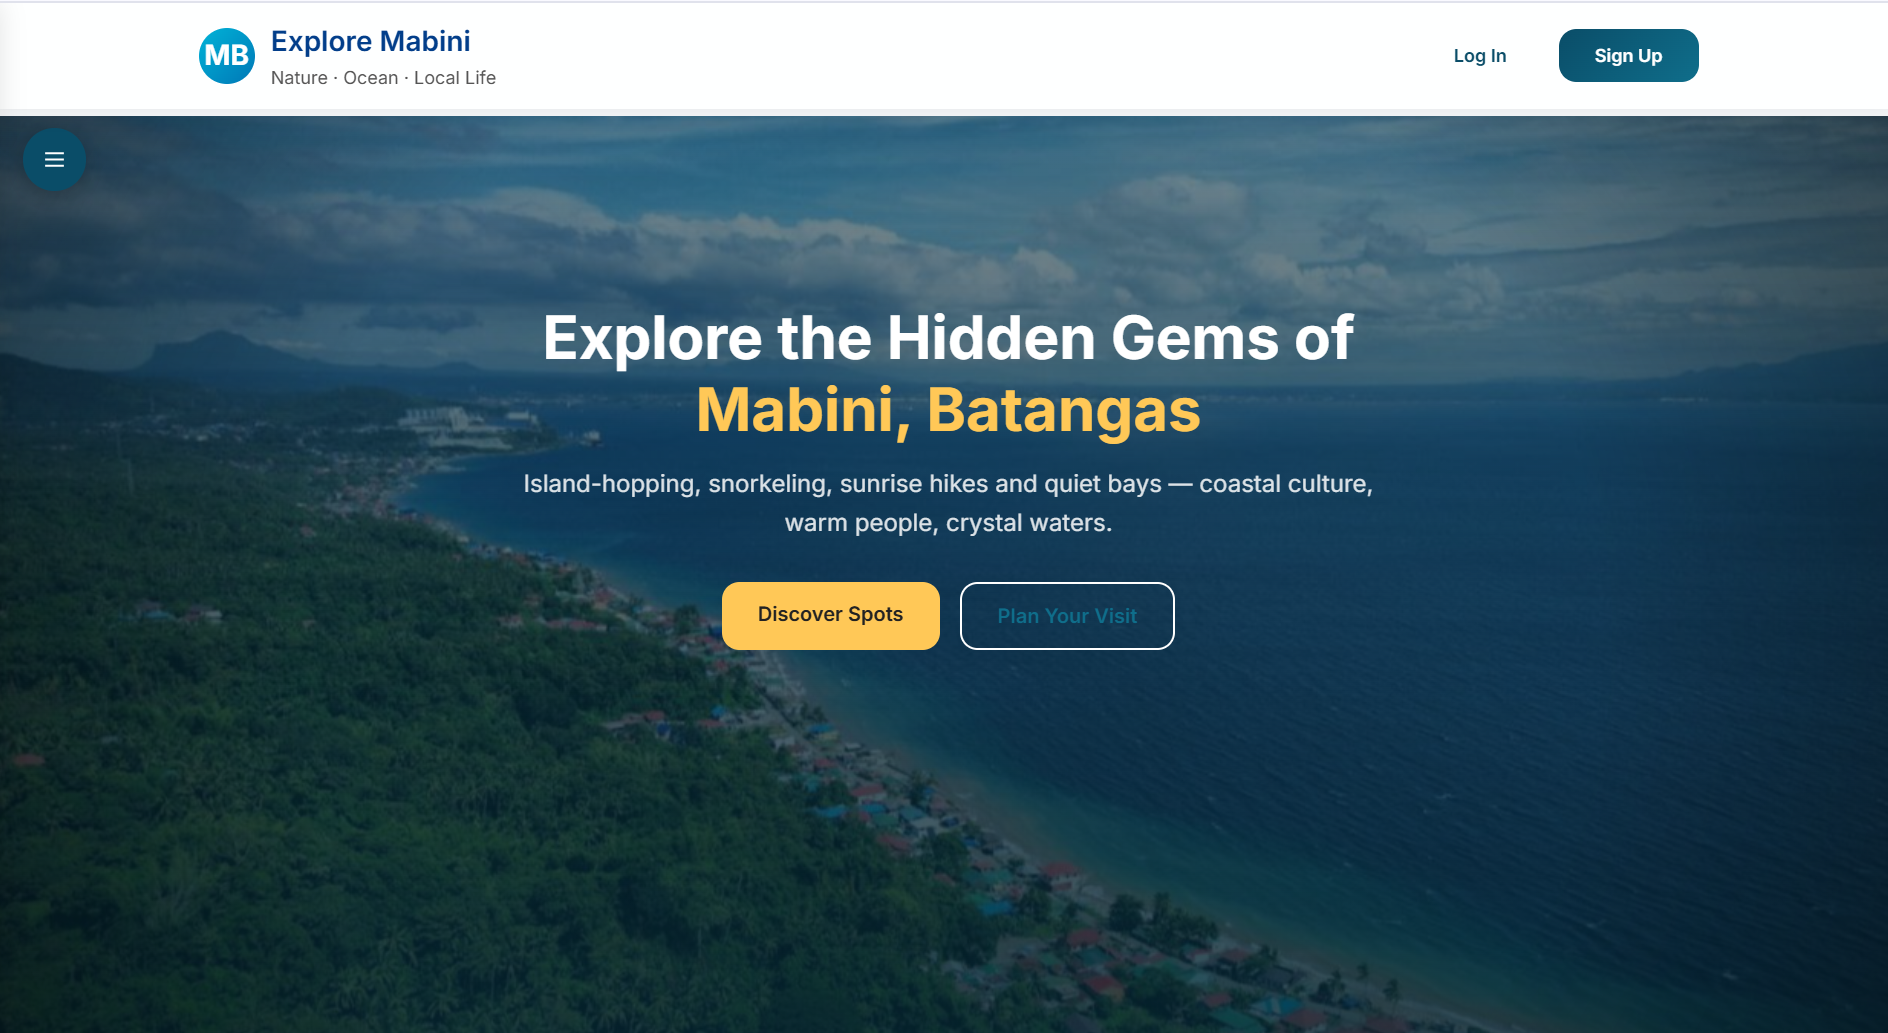 MB
Explore Mabini
Nature · Ocean · Local Life
Log In
Sign Up
Explore the Hidden Gems of
Mabini, Batangas
Island-hopping, snorkeling, sunrise hikes and quiet bays — coastal culture,
warm people, crystal waters.
Discover Spots
Plan Your Visit